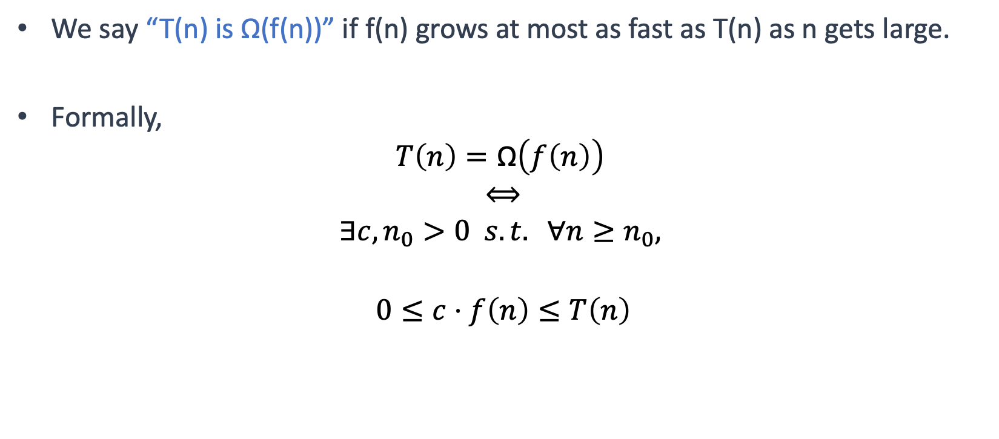 • We say “T(n) is Ω(f(n))” if f(n) grows at most as fast as T(n) as n gets large.
• Formally,
T(n) = Ω(f(n))
⟺
∃c, n₀ > 0 s.t. ∀n ≥ n₀,
0 ≤ c · f(n) ≤ T(n)